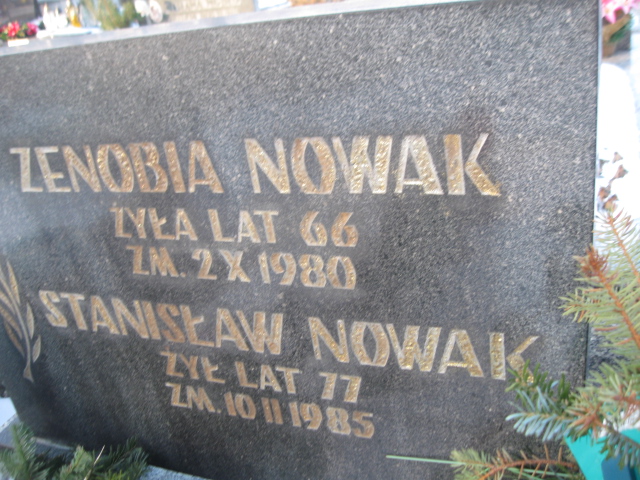 ZENOBIA NOWAK
ŻYŁA LAT 66
ZM. 2 X 1980
STANISŁAW NOWAK
ŻYŁ LAT 77
ZM. 10 II 1985